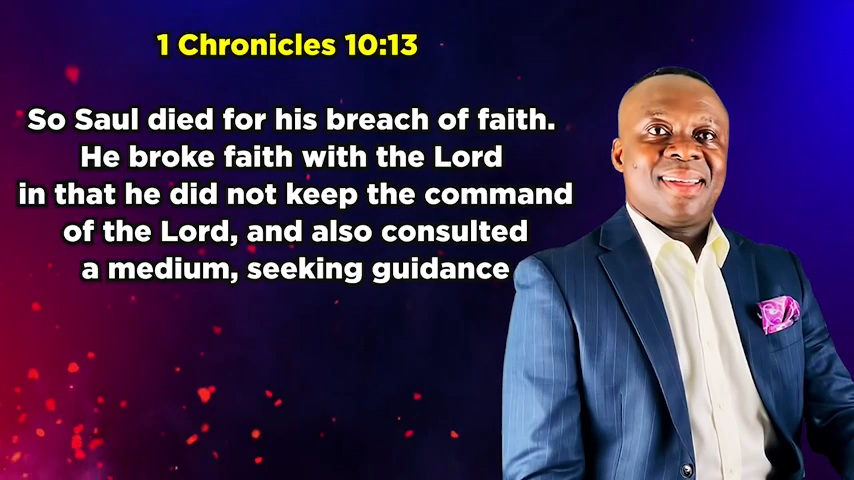 1 Chronicles 10:13
So Saul died for his breach of faith.
He broke faith with the Lord
in that he did not keep the command
of the Lord, and also consulted
a medium, seeking guidance